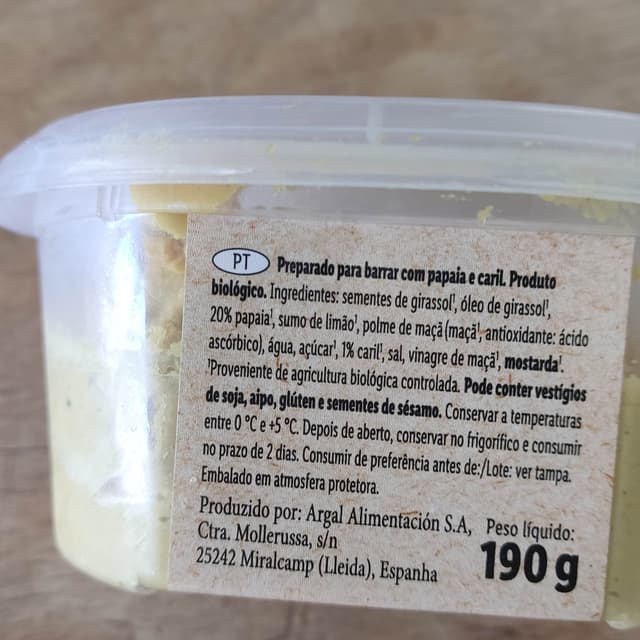 PT Preparado para barrar com papaia e caril. Produto
biológico. Ingredientes: sementes de girassol¹, óleo de girassol¹,
20% papaia¹, sumo de limão¹, polme de maçã (maçã¹, antioxidante: ácido
ascórbico), água, açúcar¹, 1% caril¹, sal, vinagre de maçã¹, mostarda¹.
¹Proveniente de agricultura biológica controlada. Pode conter vestígios
de soja, aipo, glúten e sementes de sésamo. Conservar a temperaturas
entre 0 °C e +5 °C. Depois de aberto, conservar no frigorífico e consumir
no prazo de 2 dias. Consumir de preferência antes de:/Lote: ver tampa.
Embalado em atmosfera protetora.
Produzido por: Argal Alimentación S.A,
Ctra. Mollerussa, s/n
25242 Miralcamp (Lleida), Espanha
Peso líquido:
190 g